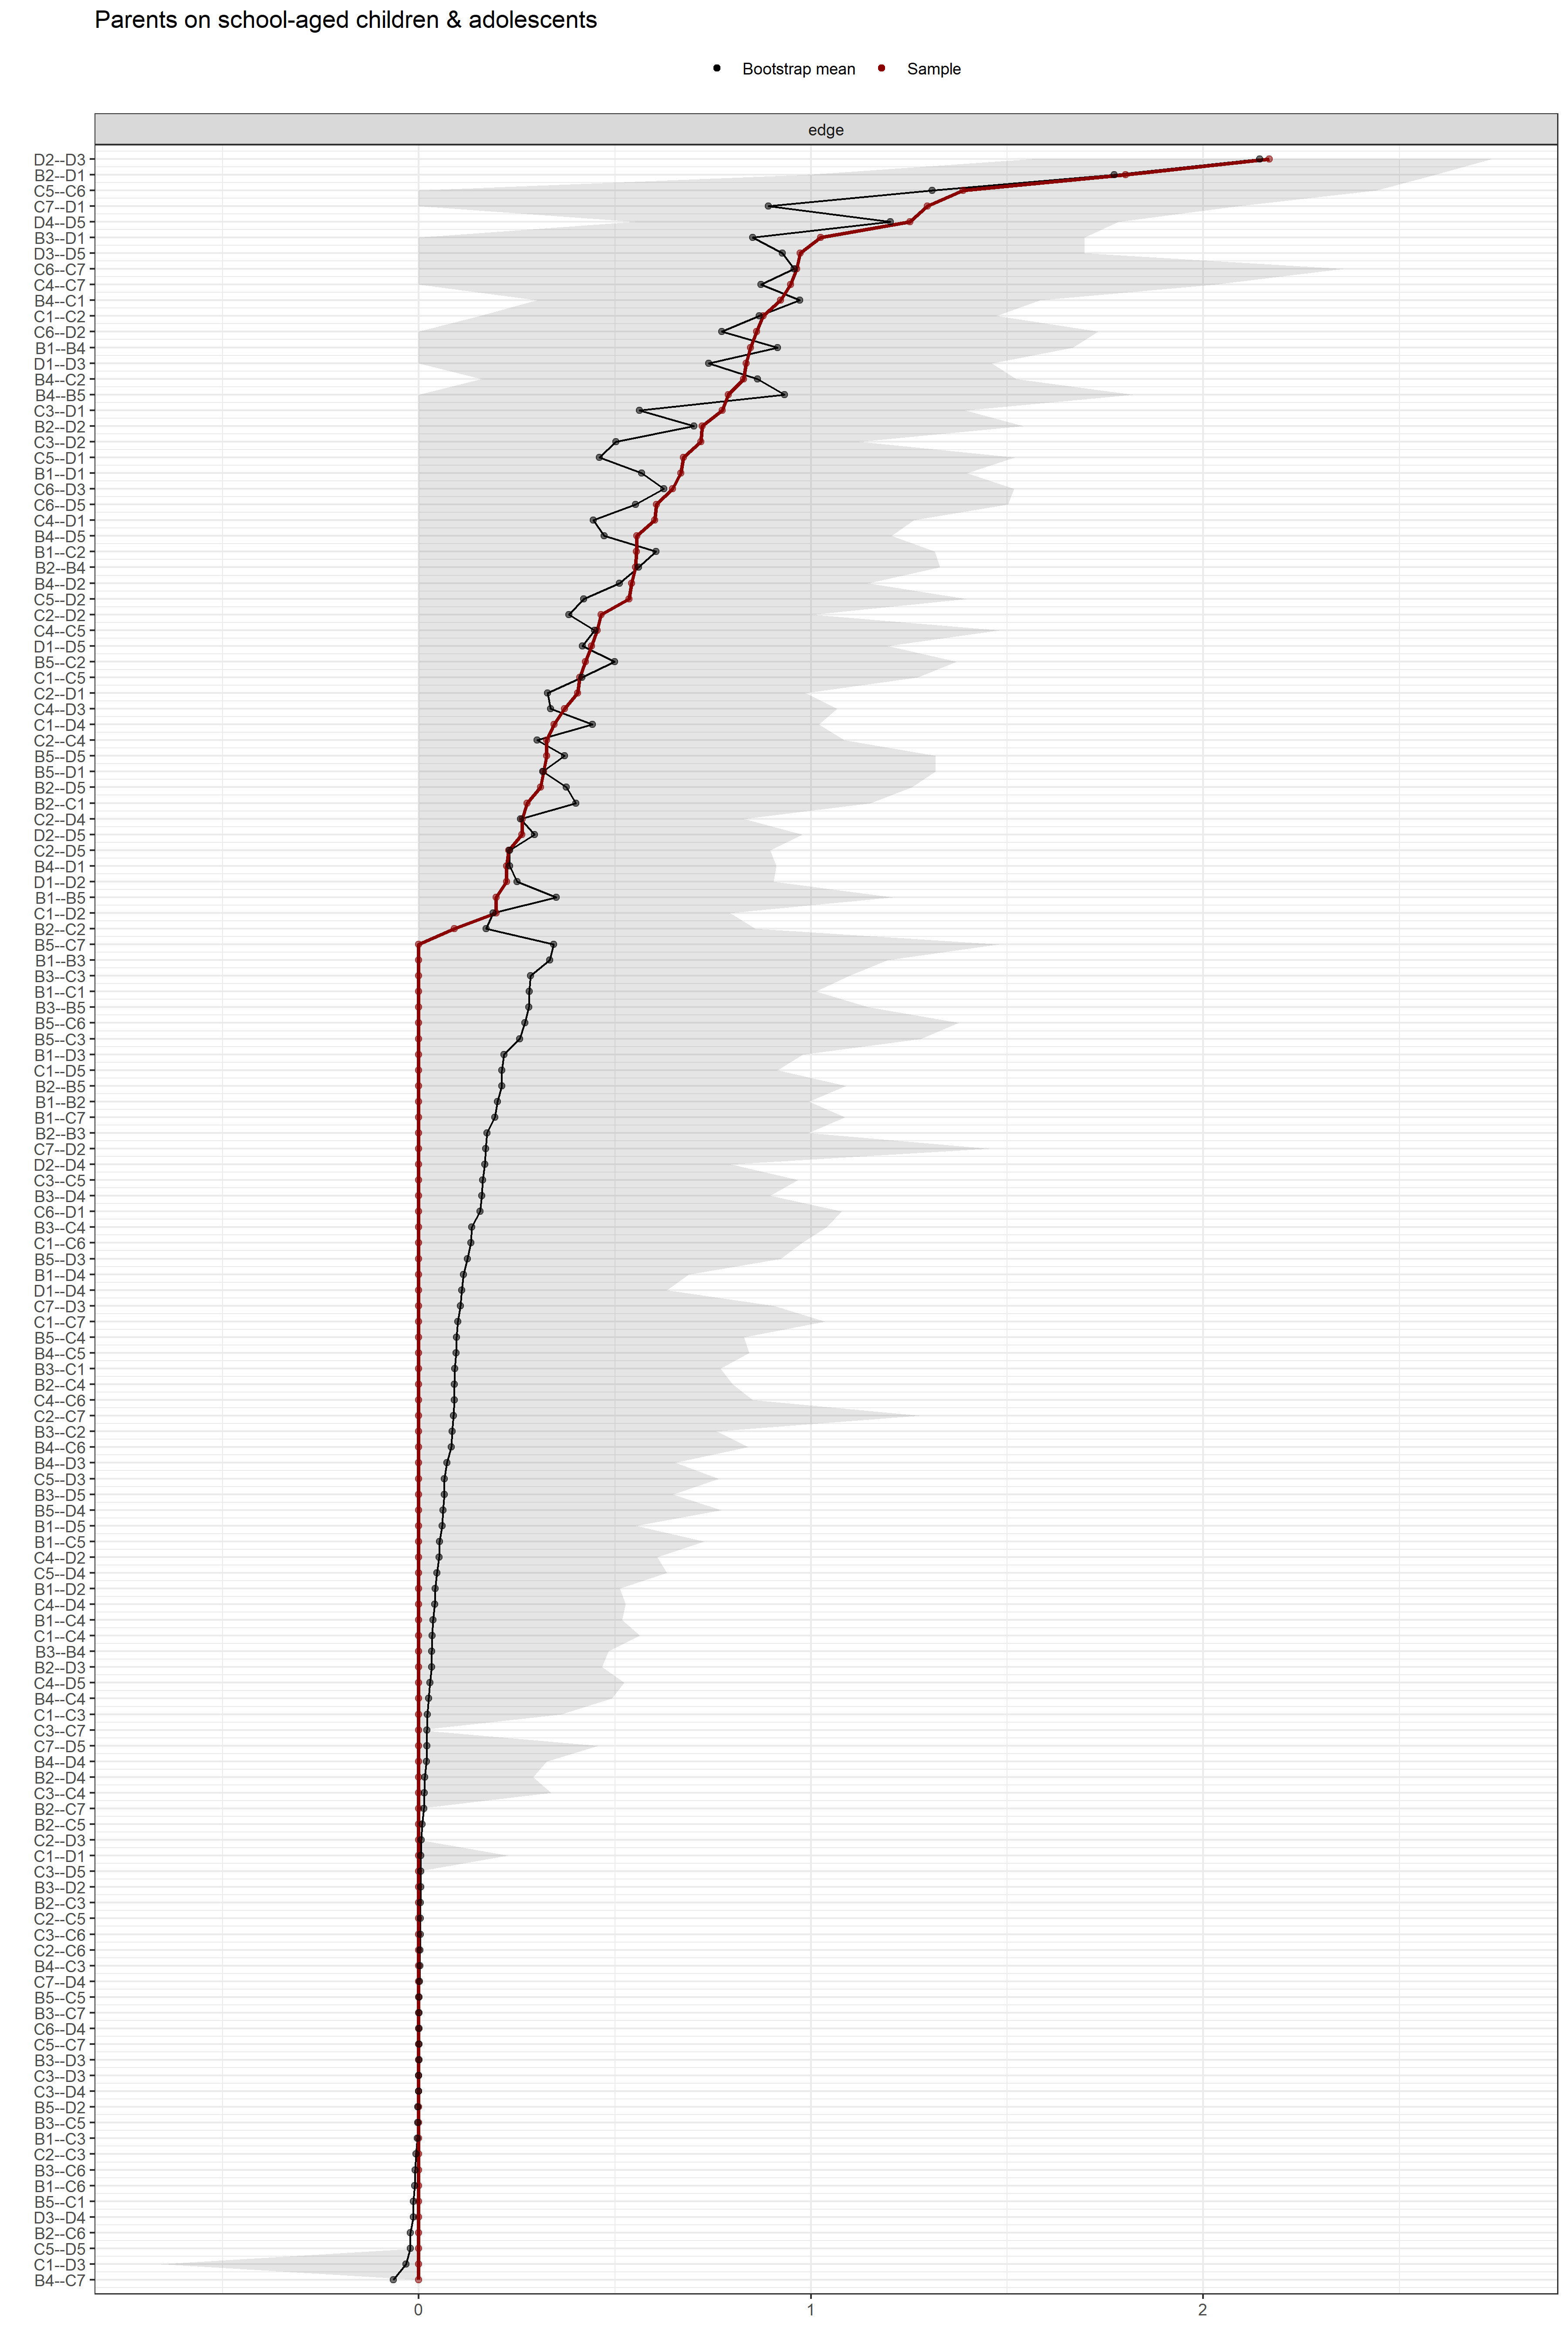 Parents on school-aged children & adolescents
Bootstrap mean Sample
edge
D2--D3
B2--D1
C5--C6
C7--D1
D4--D5
B3--D1
D3--D5
C6--C7
C4--C7
B4--C1
C1--C2
C6--D2
B1--B4
D1--D3
B4--C2
B4--B5
C3--D1
B2--D2
C3--D2
C5--D1
B1--D1
C6--D3
C6--D5
C4--D1
B4--D5
B1--C2
B2--B4
B4--D2
C5--D2
C2--D2
C4--C5
D1--D5
B5--C2
C1--C5
C2--D1
C4--D3
C1--D4
C2--C4
B5--D5
B5--D1
B2--D5
B2--C1
C2--D4
D2--D5
C2--D5
B4--D1
D1--D2
B1--B5
C1--D2
B2--C2
B5--C7
B1--B3
B3--C3
B1--C1
B3--B5
B5--C6
B5--C3
B1--D3
C1--D5
B2--B5
B1--B2
B1--C7
B2--B3
C7--D2
D2--D4
C3--C5
B3--D4
C6--D1
B3--C4
C1--C6
B5--D3
B1--D4
D1--D4
C7--D3
C1--C7
B5--C4
B4--C5
B3--C1
B2--C4
C4--C6
C2--C7
B3--C2
B4--C6
B4--D3
C5--D3
B3--D5
B5--D4
B1--D5
B1--C5
C4--D2
C5--D4
B1--D2
C4--D4
B1--C4
C1--C4
B3--B4
B2--D3
C4--D5
B4--C4
C1--C3
C3--C7
C7--D5
B4--D4
B2--D4
C3--C4
B2--C7
B2--C5
C2--D3
C1--D1
C3--D5
B3--D2
B2--C3
C2--C5
C3--C6
C2--C6
B4--C3
C7--D4
B5--C5
B3--C7
C6--D4
C5--C7
B3--D3
C3--D3
C3--D4
B5--D2
B3--C5
B1--C3
C2--C3
B3--C6
B1--C6
B5--C1
D3--D4
B2--C6
C5--D5
C1--D3
B4--C7
0 1 2